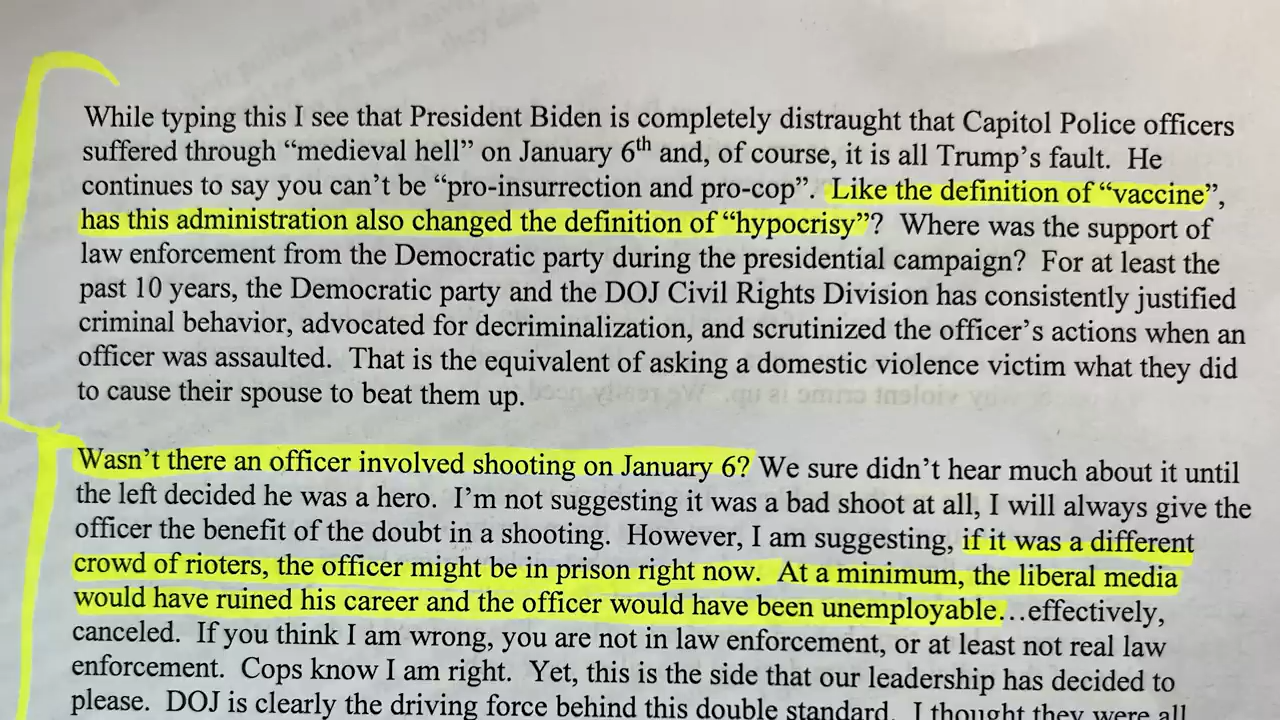 While typing this I see that President Biden is completely distraught that Capitol Police officers
suffered through “medieval hell” on January 6th and, of course, it is all Trump’s fault. He
continues to say you can’t be “pro-insurrection and pro-cop”. Like the definition of “vaccine”,
has this administration also changed the definition of “hypocrisy”? Where was the support of
law enforcement from the Democratic party during the presidential campaign? For at least the
past 10 years, the Democratic party and the DOJ Civil Rights Division has consistently justified
criminal behavior, advocated for decriminalization, and scrutinized the officer’s actions when an
officer was assaulted. That is the equivalent of asking a domestic violence victim what they did
to cause their spouse to beat them up.
Wasn’t there an officer involved shooting on January 6? We sure didn’t hear much about it until
the left decided he was a hero. I’m not suggesting it was a bad shoot at all, I will always give the
officer the benefit of the doubt in a shooting. However, I am suggesting, if it was a different
crowd of rioters, the officer might be in prison right now. At a minimum, the liberal media
would have ruined his career and the officer would have been unemployable…effectively,
canceled. If you think I am wrong, you are not in law enforcement, or at least not real law
enforcement. Cops know I am right. Yet, this is the side that our leadership has decided to
please. DOJ is clearly the driving force behind this double standard. I thought they were all